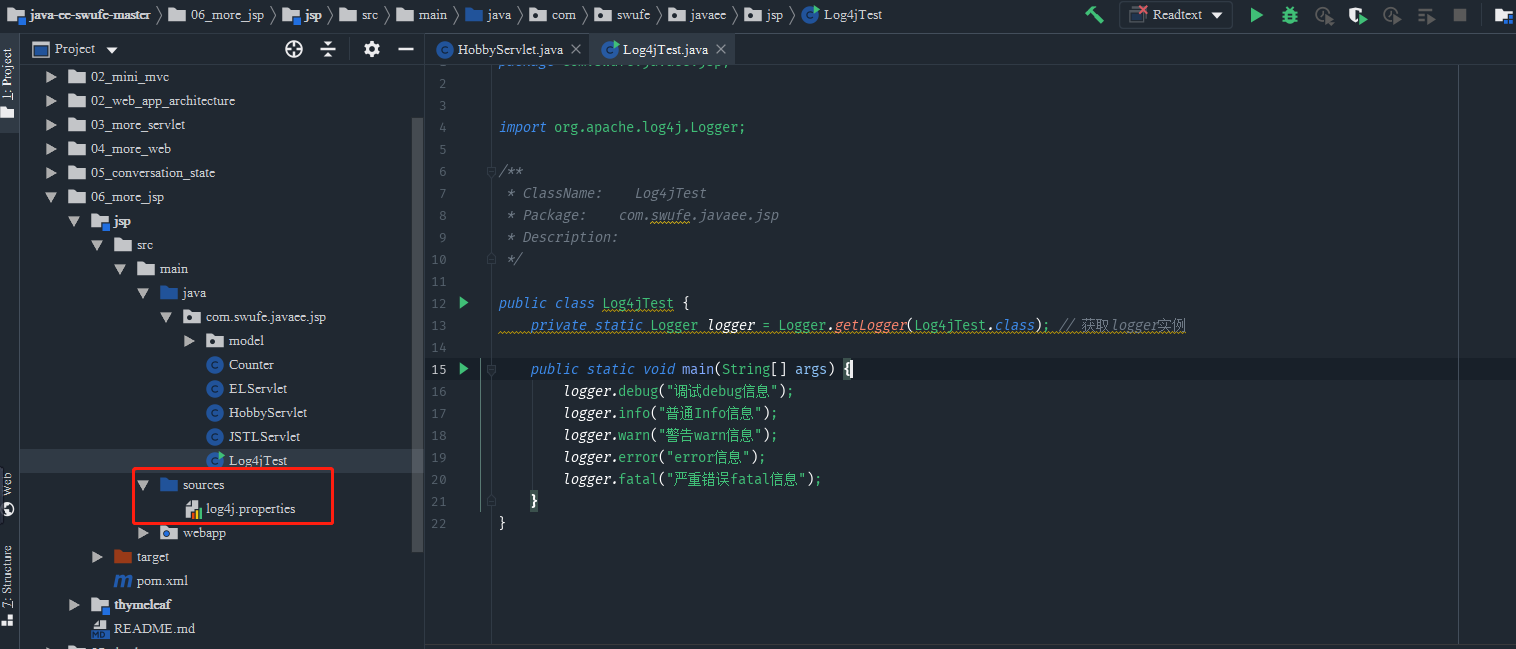 java-ee-swufe-master 06_more_jsp jsp src main java com swufe javaee jsp Log4jTest
Readtext
Project
HobbyServlet.java
Log4jTest.java
1: Project
Web
7: Structure
02_mini_mvc
02_web_app_architecture
03_more_servlet
04_more_web
05_conversation_state
06_more_jsp
jsp
src
main
java
com.swufe.javaee.jsp
model
Counter
ELServlet
HobbyServlet
JSTLServlet
Log4jTest
sources
log4j.properties
webapp
target
pom.xml
thymeleaf
README.md
2
3
4 import org.apache.log4j.Logger;
5
6 /**
7 * ClassName: Log4jTest
8 * Package: com.swufe.javaee.jsp
9 * Description:
10 */
11
12 public class Log4jTest {
13 private static Logger logger = Logger.getLogger(Log4jTest.class); // 获取logger实例
14
15 public static void main(String[] args) {
16 logger.debug("调试debug信息");
17 logger.info("普通Info信息");
18 logger.warn("警告warn信息");
19 logger.error("error信息");
20 logger.fatal("严重错误fatal信息");
21 }
22 }